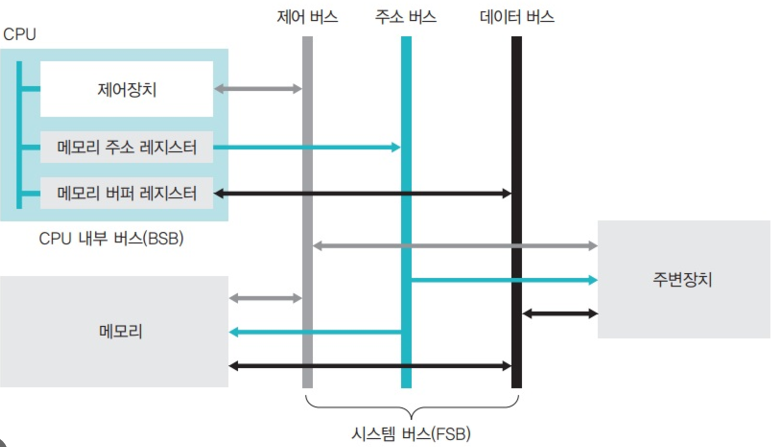 제어 버스
주소 버스
데이터 버스
CPU
제어장치
메모리 주소 레지스터
메모리 버퍼 레지스터
CPU 내부 버스(BSB)
주변장치
메모리
시스템 버스(FSB)